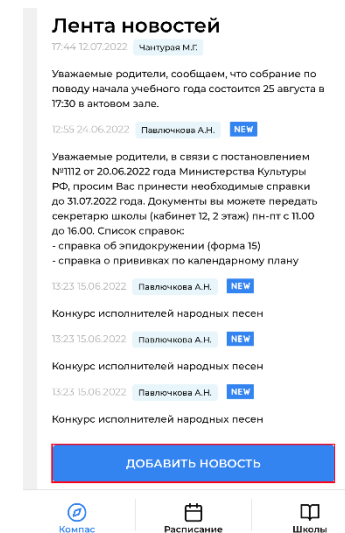 Лента новостей
17:44 12.07.2022 Чантурая М.Г.
Уважаемые родители, сообщаем, что собрание по
поводу начала учебного года состоится 25 августа в
17:30 в актовом зале.
12:55 24.06.2022 Павлючкова А.Н. NEW
Уважаемые родители, в связи с постановлением
№1112 от 20.06.2022 года Министерства Культуры
РФ, просим Вас принести необходимые справки
до 31.07.2022 года. Документы вы можете передать
секретарю школы (кабинет 12, 2 этаж) пн-пт с 11.00
до 16.00. Список справок:
- справка об эпидокружении (форма 15)
- справка о прививках по календарному плану
13:23 15.06.2022 Павлючкова А.Н. NEW
Конкурс исполнителей народных песен
13:23 15.06.2022 Павлючкова А.Н. NEW
Конкурс исполнителей народных песен
13:23 15.06.2022 Павлючкова А.Н. NEW
Конкурс исполнителей народных песен
ДОБАВИТЬ НОВОСТЬ
Компас Расписание Школы